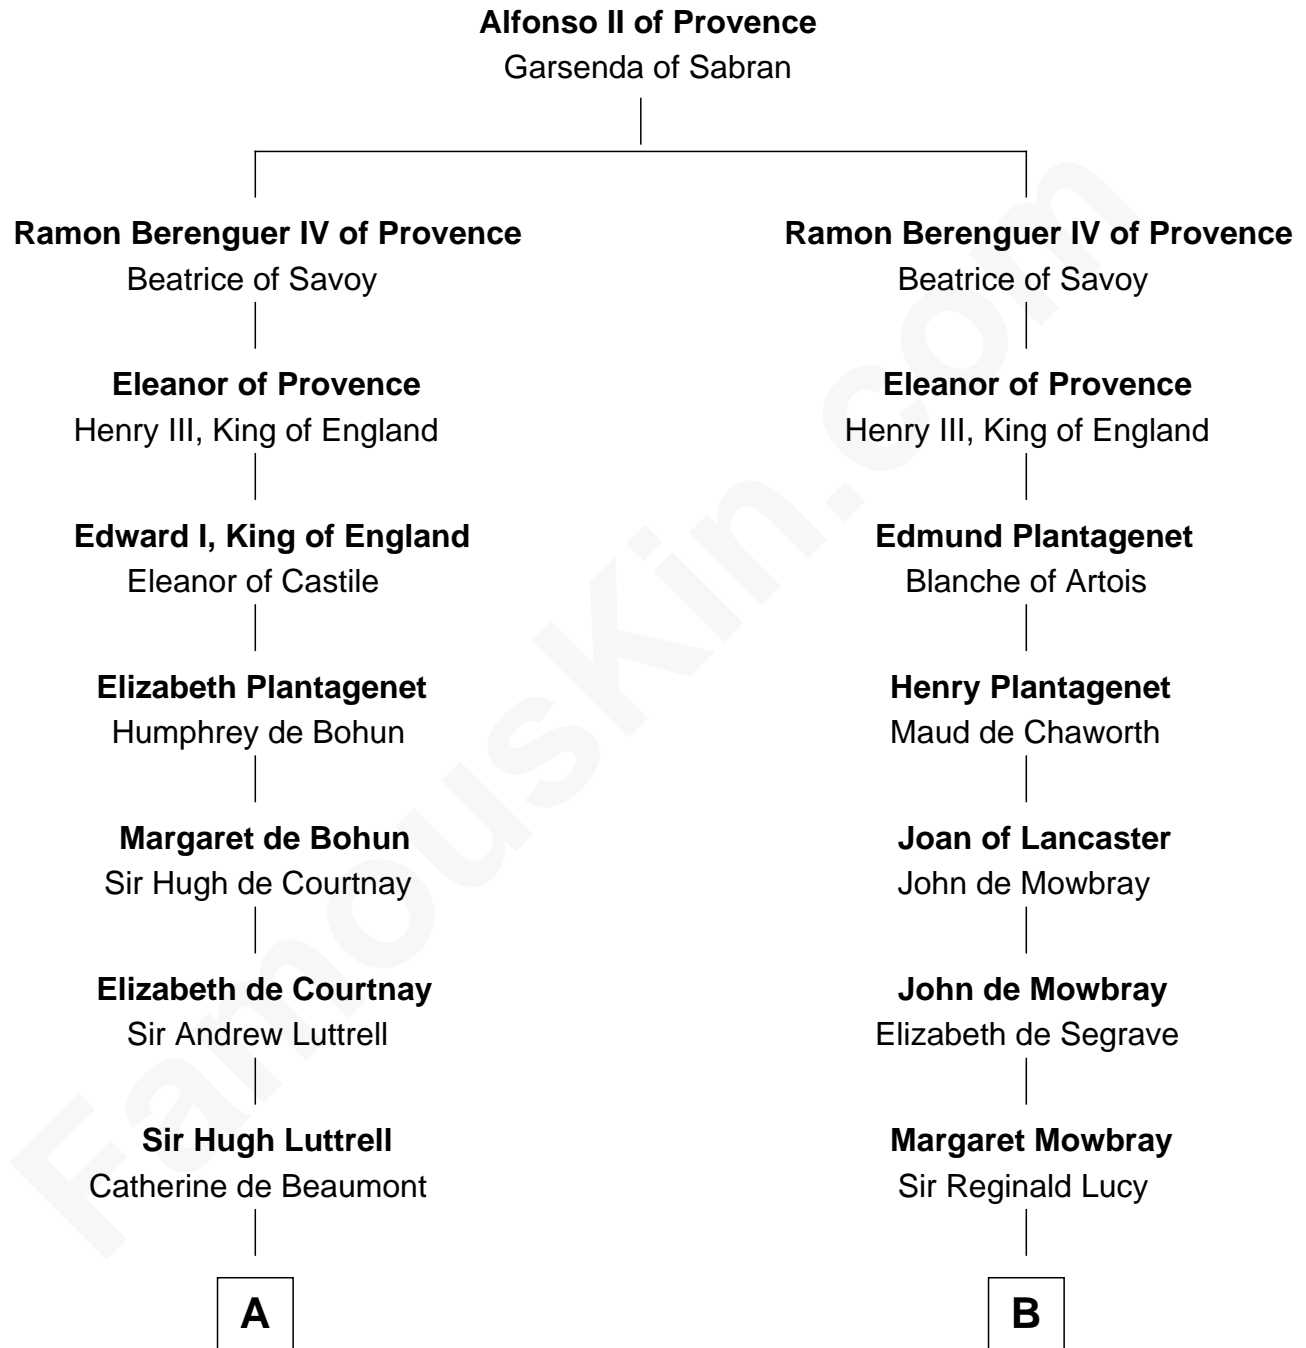 Alfonso II of Provence
Garsenda of Sabran
Ramon Berenguer IV of Provence
Beatrice of Savoy
Eleanor of Provence
Henry III, King of England
Edward I, King of England
Eleanor of Castile
Elizabeth Plantagenet
Humphrey de Bohun
Margaret de Bohun
Sir Hugh de Courtnay
Elizabeth de Courtnay
Sir Andrew Luttrell
Sir Hugh Luttrell
Catherine de Beaumont
A
Ramon Berenguer IV of Provence
Beatrice of Savoy
Eleanor of Provence
Henry III, King of England
Edmund Plantagenet
Blanche of Artois
Henry Plantagenet
Maud de Chaworth
Joan of Lancaster
John de Mowbray
John de Mowbray
Elizabeth de Segrave
Margaret Mowbray
Sir Reginald Lucy
B
FamousKin.com